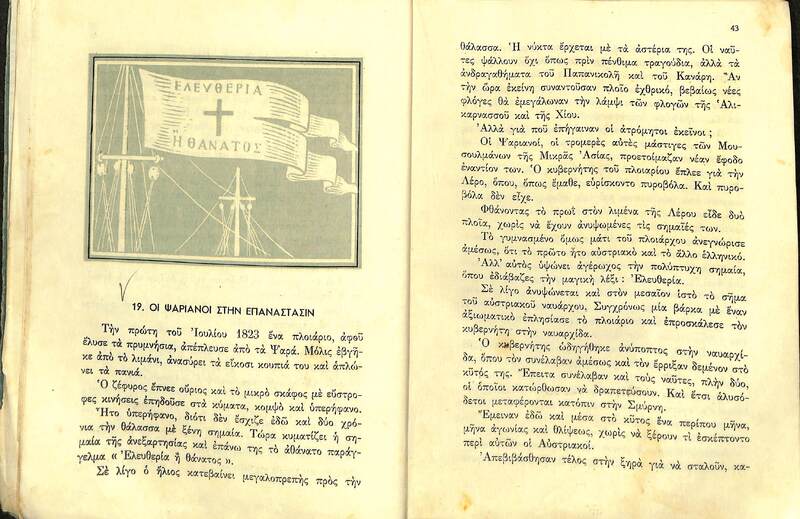 ΕΛΕΥΘΕΡΙΑ
Ἢ ΘΑΝΑΤΟΣ
19. ΟΙ ΨΑΡΙΑΝΟΙ ΣΤΗΝ ΕΠΑΝΑΣΤΑΣΙΝ
Τὴν πρώτη τοῦ Ἰουλίου 1823 ἕνα πλοιάριο, ἀφοῦ
ἔλυσε τὰ πρυμνήσια, ἀπέπλευσε ἀπὸ τὰ Ψαρά. Μόλις ἐβγῆ-
κε ἀπὸ τὸ λιμάνι, ἀνασύρει τὰ εἴκοσι κουπιά του καὶ ἁπλώ-
νει τὰ πανιά.
Ὁ ζέφυρος ἔπνεε οὔριος καὶ τὸ μικρὸ σκάφος μὲ εὔστρο-
φες κινήσεις ἐπηδοῦσε στὰ κύματα, κομψὸ καὶ ὑπερήφανο.
Ἦτο ὑπερήφανο, διότι δὲν ἔσχιζε ἐδῶ καὶ δυὸ χρό-
νια τὴν θάλασσα μὲ ξένη σημαία. Τώρα κυματίζει ἡ ση-
μαία τῆς ἀνεξαρτησίας καὶ ἐπάνω της τὸ ἀθάνατο παράγ-
γελμα « Ἐλευθερία ἢ θάνατος ».
Σὲ λίγο ὁ ἥλιος κατεβαίνει μεγαλοπρεπὴς πρὸς τὴν
43
θάλασσα. Ἡ νύκτα ἔρχεται μὲ τὰ ἀστέρια της. Οἱ ναῦ-
τες ψάλλουν ὄχι ὅπως πρὶν πένθιμα τραγούδια, ἀλλὰ τὰ
ἀνδραγαθήματα τοῦ Παπανικολῆ καὶ τοῦ Κανάρη. Ἂν
τὴν ὥρα ἐκείνη συναντοῦσαν πλοῖο ἐχθρικό, βεβαίως νέες
φλόγες θὰ ἐμεγάλωναν τὴν λάμψι τῶν φλογῶν τῆς Ἁλι-
καρνασσοῦ καὶ τῆς Χίου.
Ἀλλὰ γιὰ ποῦ ἐπήγαιναν οἱ ἀτρόμητοι ἐκεῖνοι ;
Οἱ Ψαριανοί, οἱ τρομερὲς αὐτὲς μάστιγες τῶν Μου-
σουλμάνων τῆς Μικρᾶς Ἀσίας, προετοίμαζαν νέαν ἔφοδο
ἐναντίον των. Ὁ κυβερνήτης τοῦ πλοιαρίου ἔπλεε γιὰ τὴν
Λέρο, ὅπου, ὅπως ἔμαθε, εὑρίσκοντο πυροβόλα. Καὶ πυρο-
βόλα δὲν εἶχε.
Φθάνοντας τὸ πρωΐ στὸν λιμένα τῆς Λέρου εἶδε δυὸ
πλοῖα, χωρὶς νὰ ἔχουν ἀνυψωμένες τὶς σημαῖές των.
Τὸ γυμνασμένο ὅμως μάτι τοῦ πλοιάρχου ἀνεγνώρισε
ἀμέσως, ὅτι τὸ πρῶτο ἦτο αὐστριακὸ καὶ τὸ ἄλλο ἑλληνικό.
Ἀλλ' αὐτὸς ὑψώνει ἀγέρωχος τὴν πολύπτυχη σημαία,
ὅπου ἐδιάβαζες τὴν μαγικὴ λέξι : Ἐλευθερία.
Σὲ λίγο ἀνυψώνεται καὶ στὸν μεσαῖον ἱστὸ τὸ σῆμα
τοῦ αὐστριακοῦ ναυάρχου. Συγχρόνως μία βάρκα μὲ ἕναν
ἀξιωματικὸ ἐπλησίασε τὸ πλοιάριο καὶ ἐπροσκάλεσε τὸν
κυβερνήτη στὴν ναυαρχίδα.
Ὁ κυβερνήτης ὡδηγήθηκε ἀνύποπτος στὴν ναυαρχί-
δα, ὅπου τὸν συνέλαβαν ἀμέσως καὶ τὸν ἔρριξαν δεμένον στὸ
κῦτός της. Ἔπειτα συνέλαβαν καὶ τοὺς ναῦτες, πλὴν δύο,
οἱ ὁποῖοι κατώρθωσαν νὰ δραπετεύσουν. Καὶ ἔτσι ἁλυσό-
δετοι μεταφέρονται κατόπιν στὴν Σμύρνη.
Ἔμειναν ἐδῶ καὶ μέσα στὸ κῦτος ἕνα περίπου μῆνα,
μῆνα ἀγωνίας καὶ θλίψεως, χωρὶς νὰ ξέρουν τί ἐσκέπτοντο
περὶ αὐτῶν οἱ Αὐστριακοί.
Ἀπεβιβάσθησαν τέλος στὴν ξηρὰ γιὰ νὰ σταλοῦν, κα-